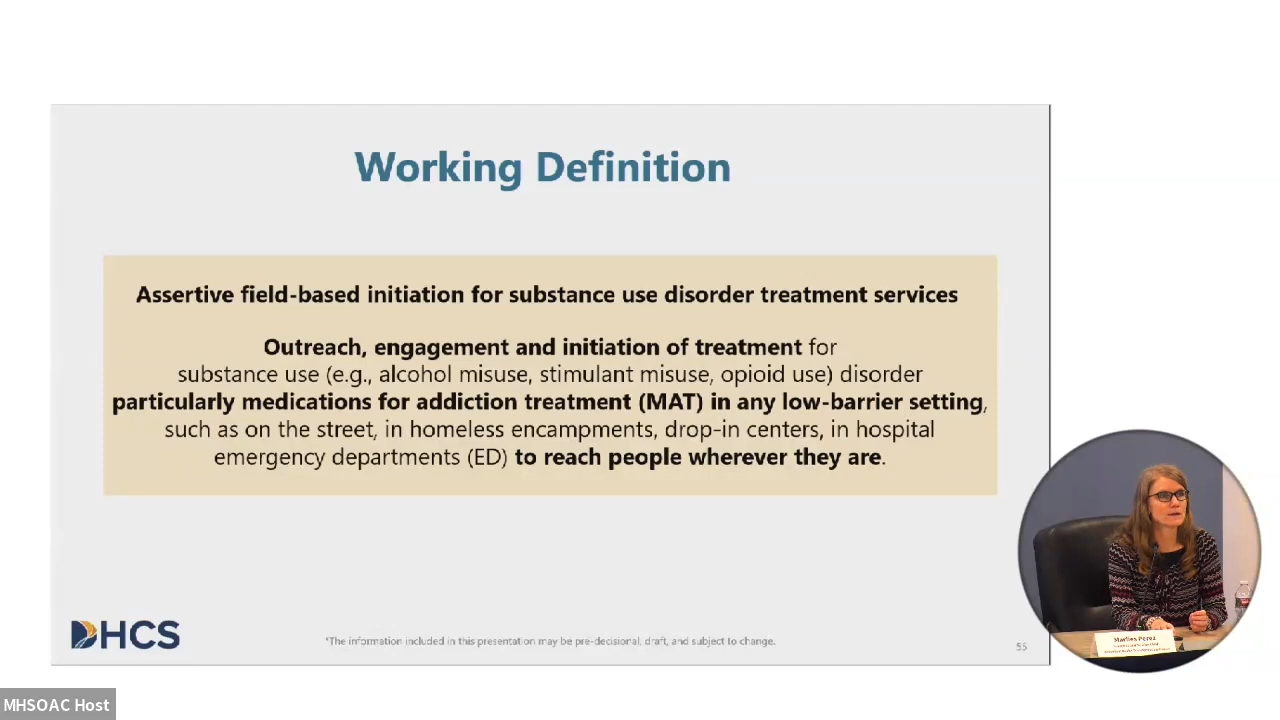 Working Definition
Assertive field-based initiation for substance use disorder treatment services
Outreach, engagement and initiation of treatment for
substance use (e.g., alcohol misuse, stimulant misuse, opioid use) disorder
particularly medications for addiction treatment (MAT) in any low-barrier setting,
such as on the street, in homeless encampments, drop-in centers, in hospital
emergency departments (ED) to reach people wherever they are.
DHCS
*The information included in this presentation may be pre-decisional, draft, and subject to change.
55
Marlies Perez
MHSOAC Host